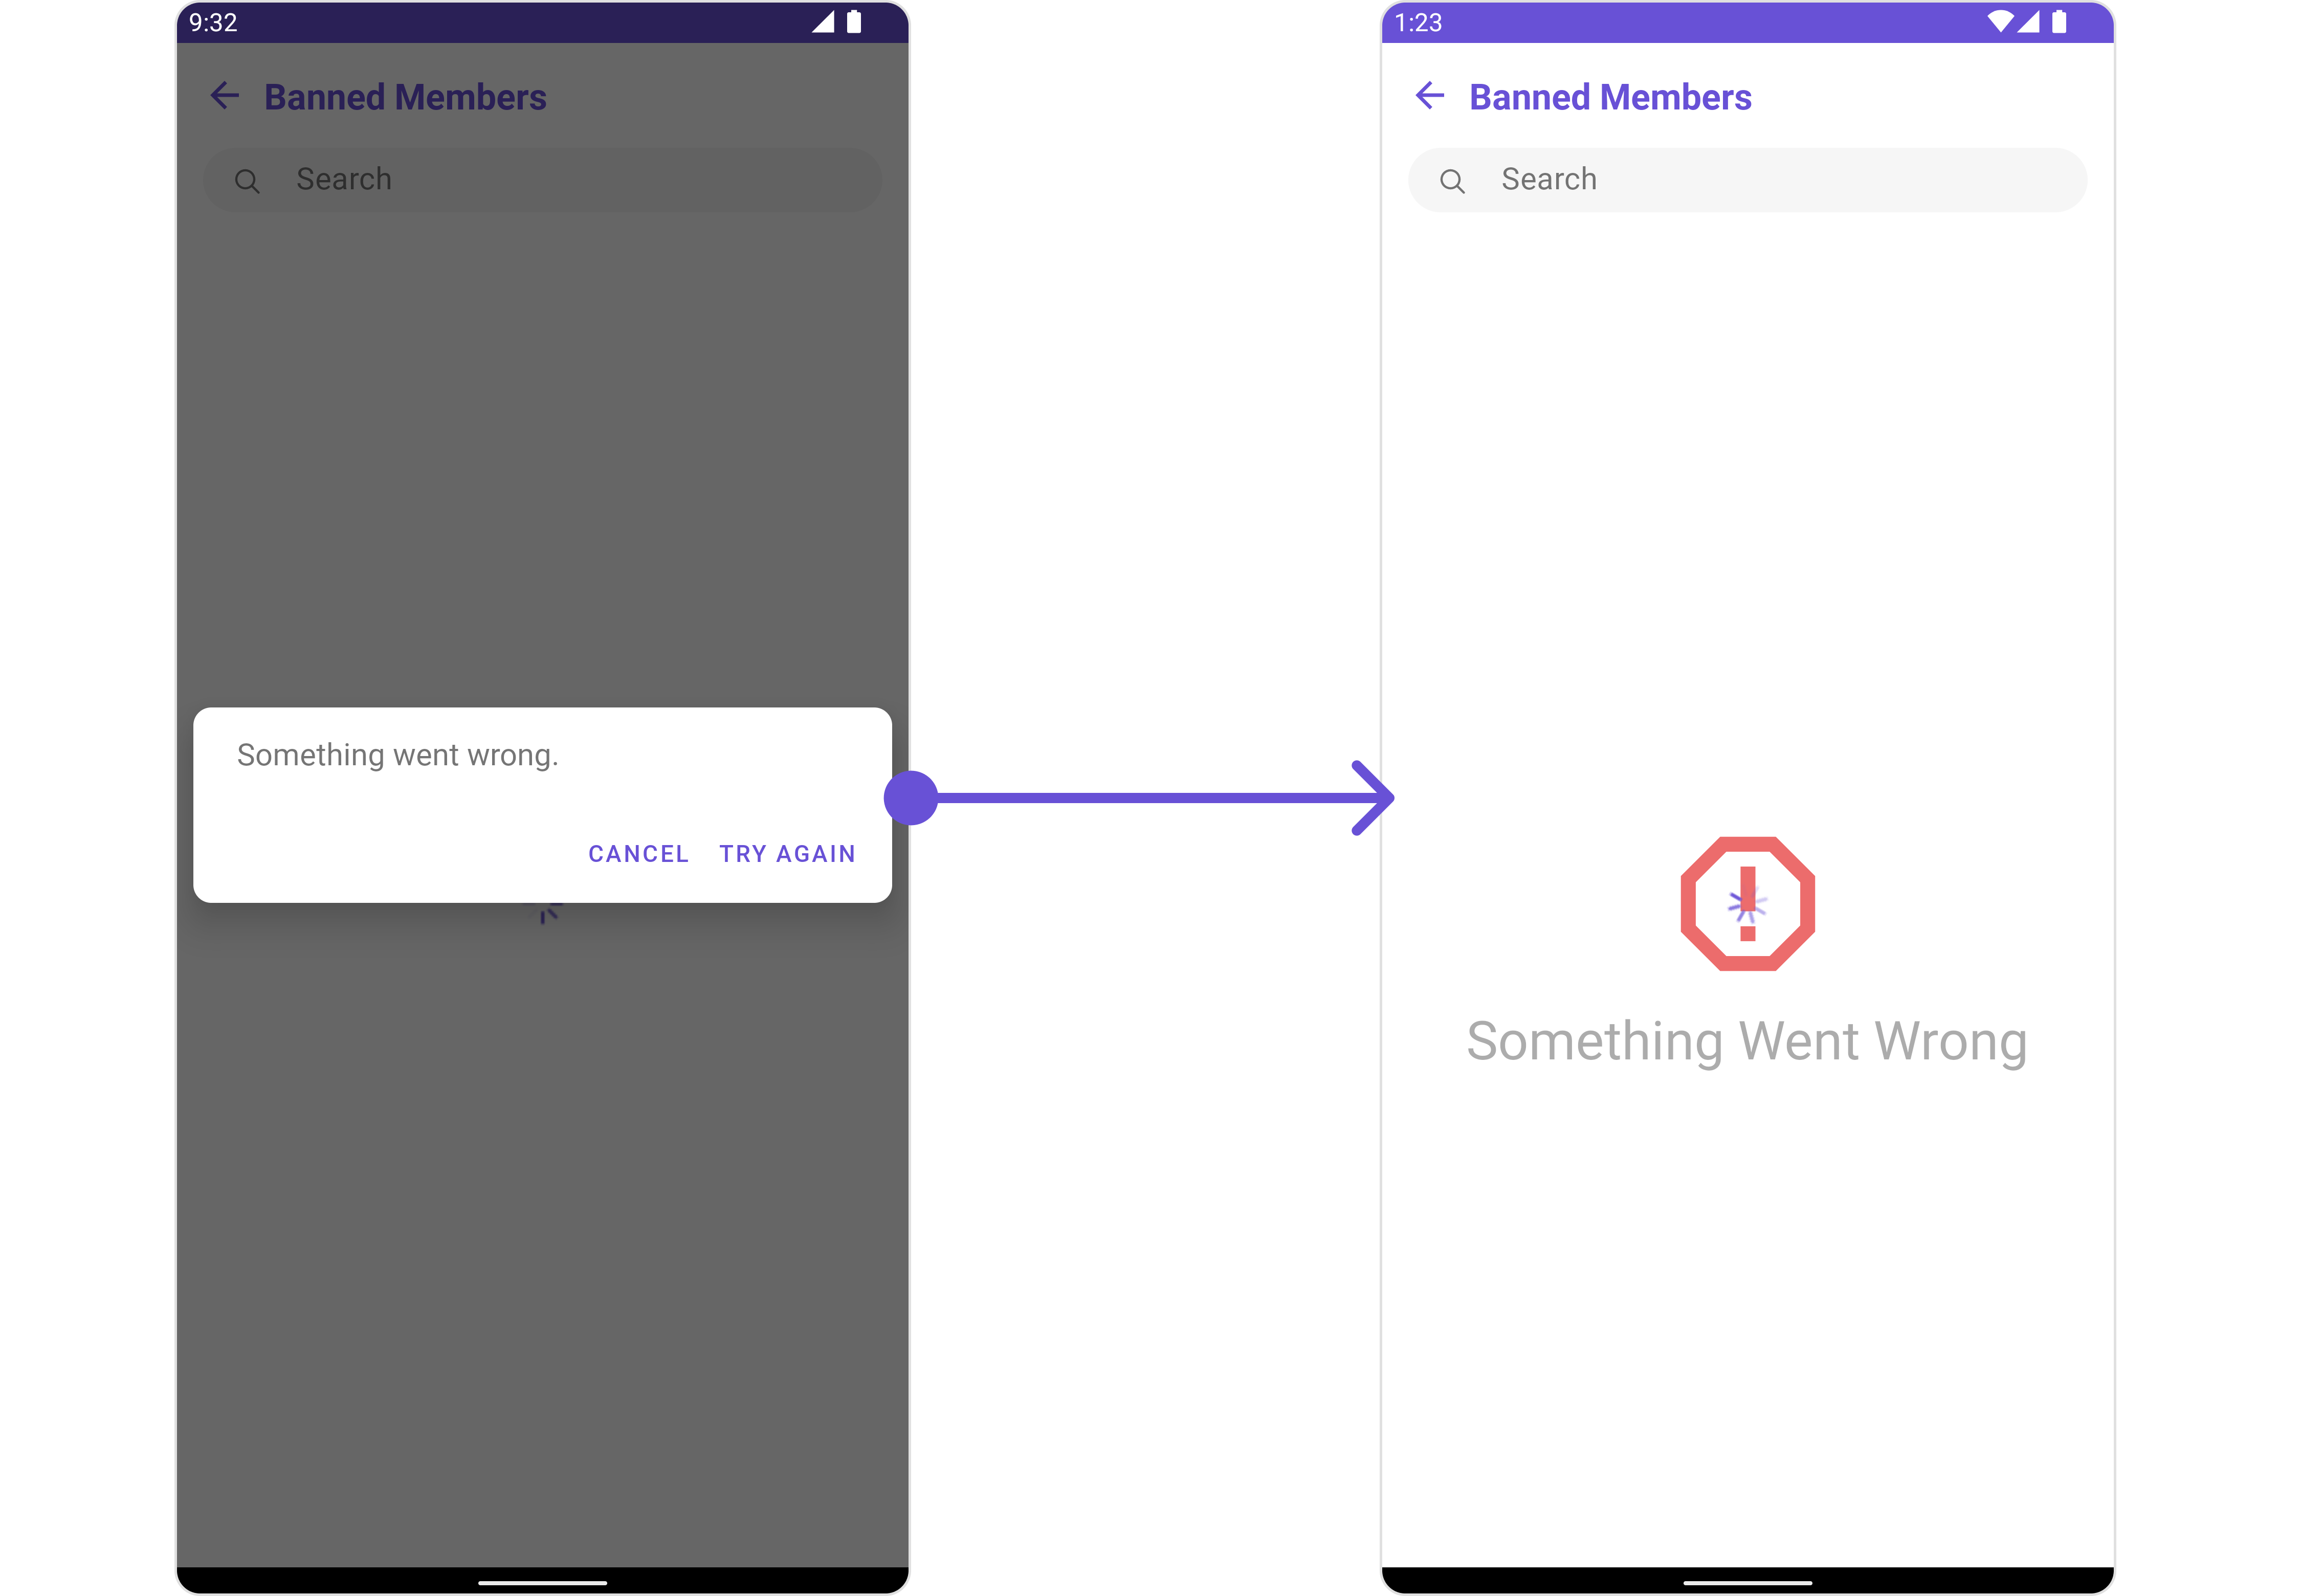 9:32
Banned Members
Search
Something went wrong.
CANCEL TRY AGAIN
1:23
Banned Members
Search
Something Went Wrong